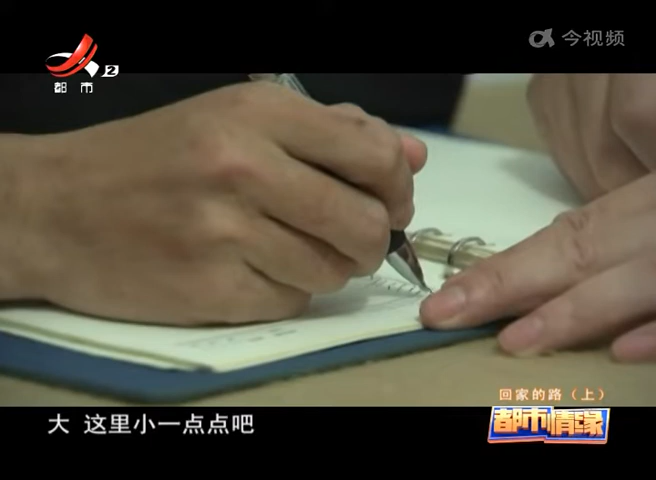 今视频
2
都 市
回家的路（上）
都市情缘
大 这里小一点点吧